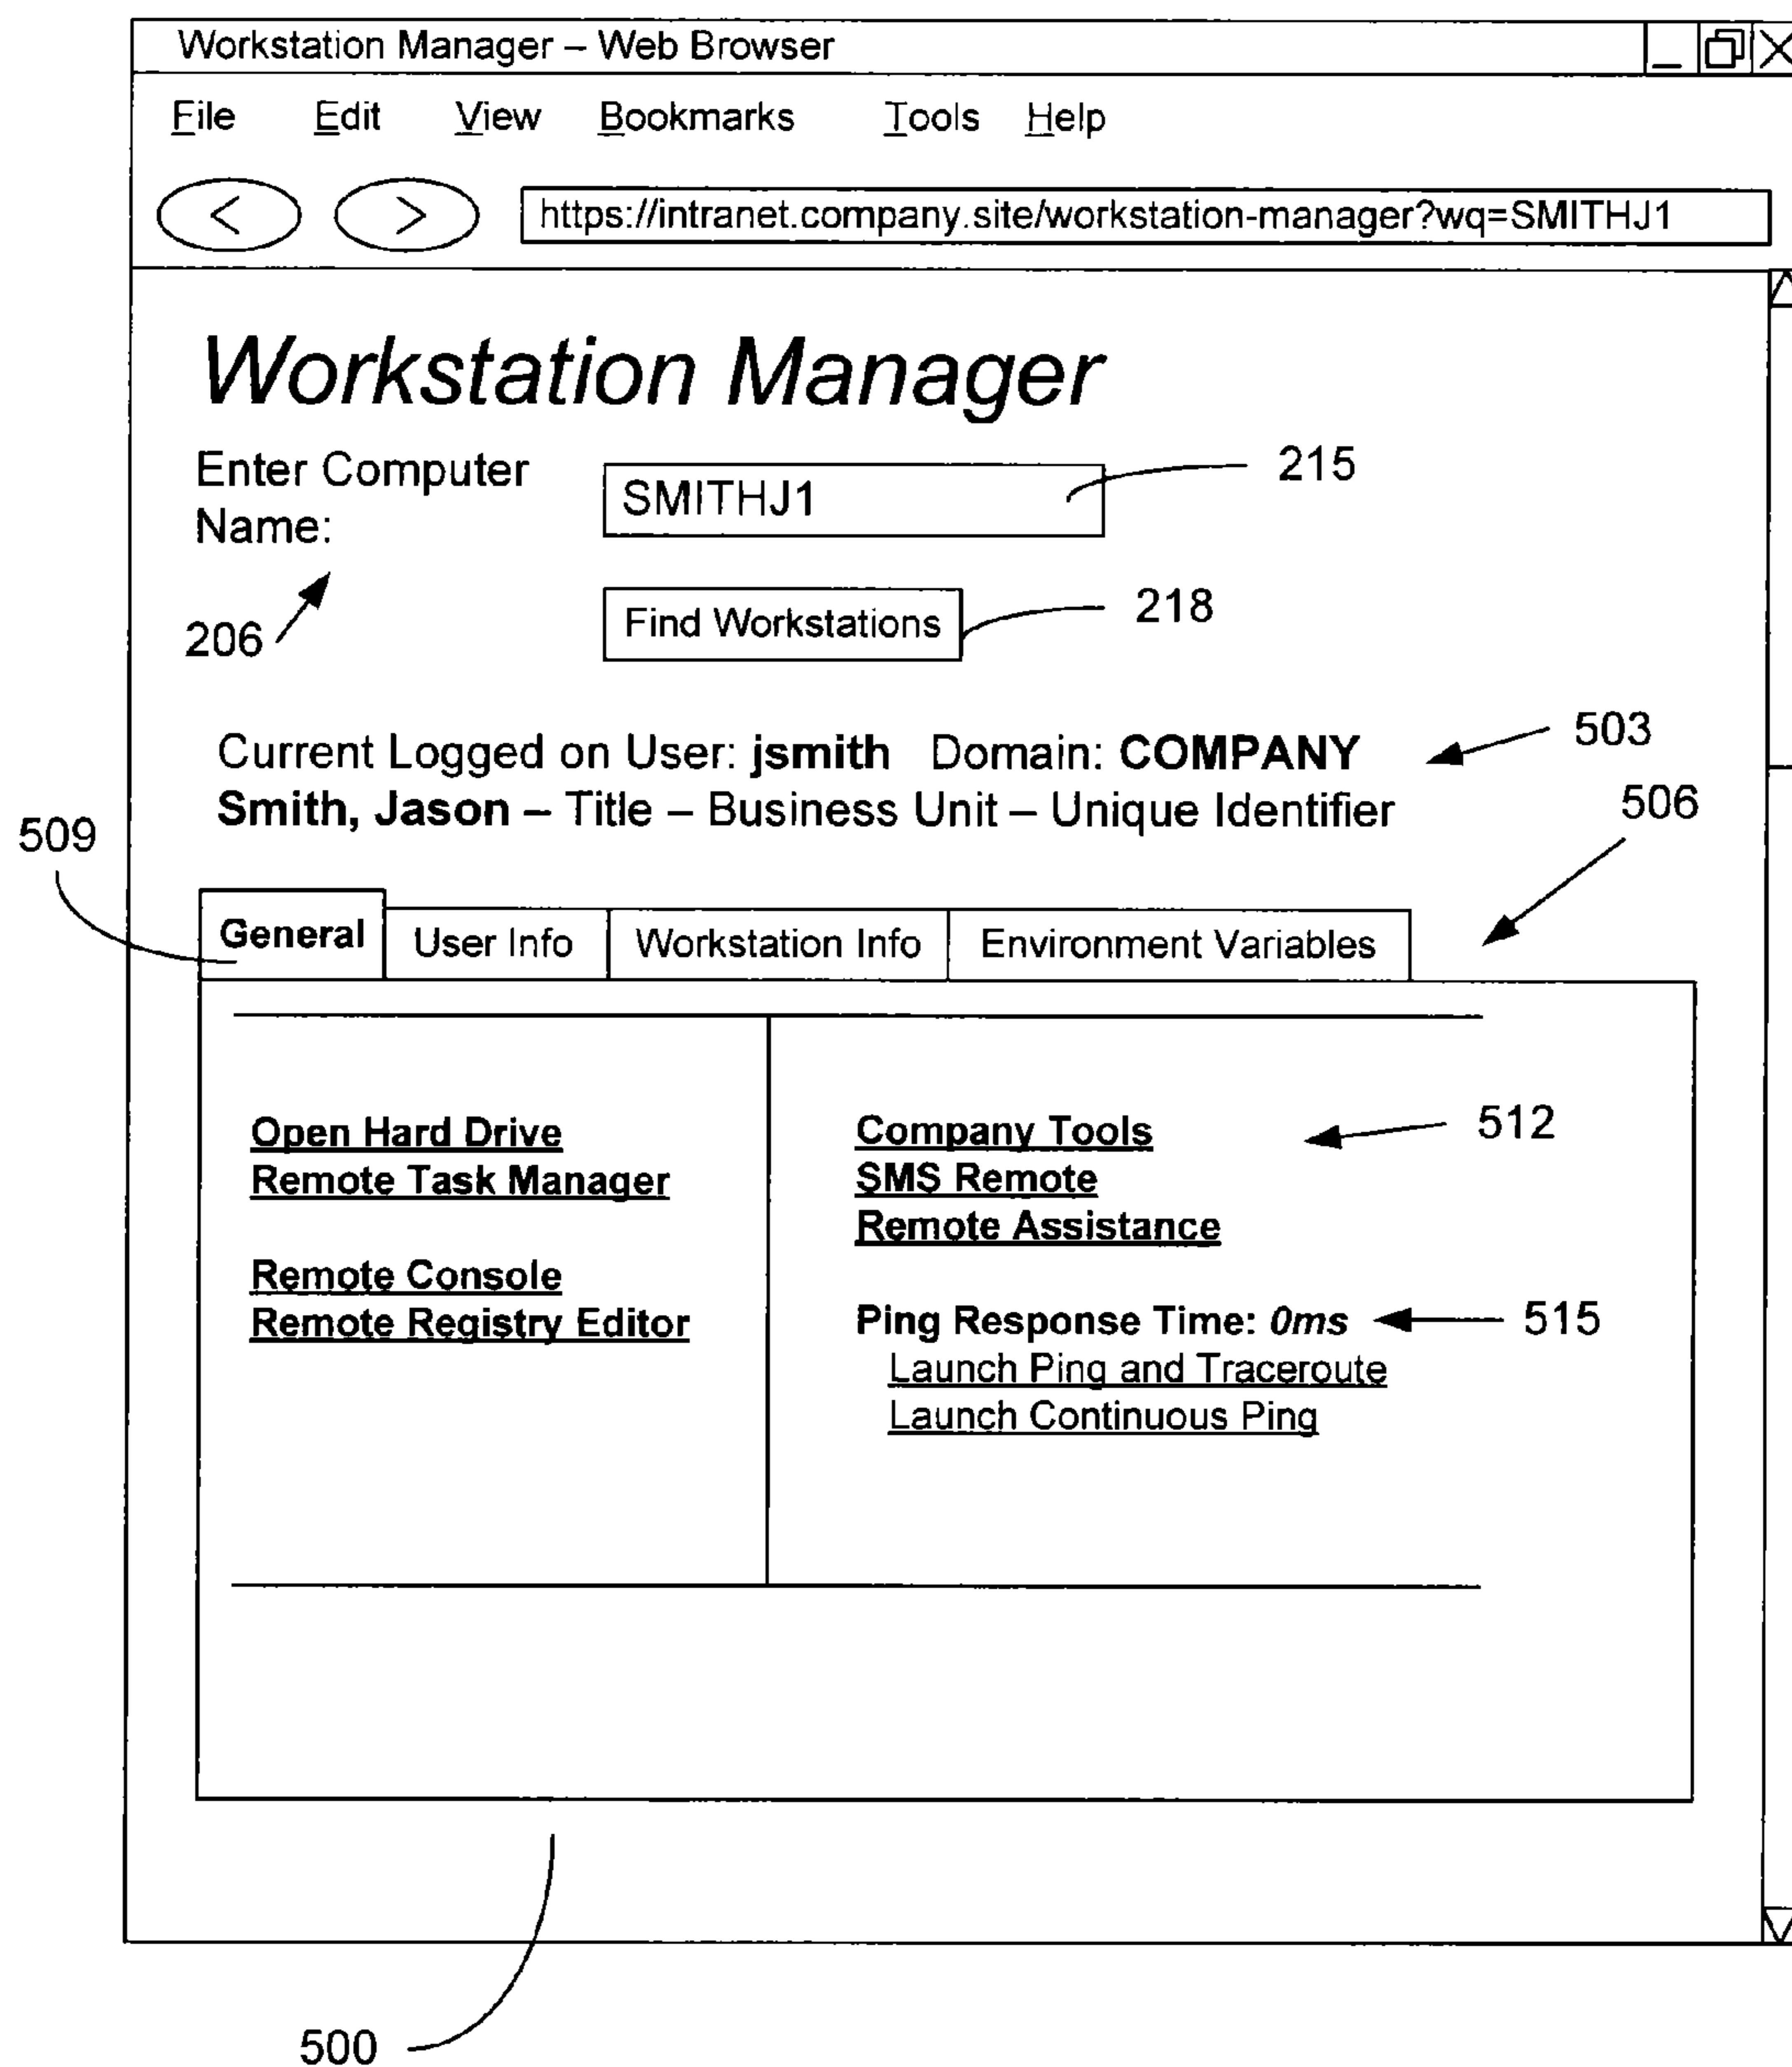 Workstation Manager – Web Browser
File Edit View Bookmarks Tools Help
< > https://intranet.company.site/workstation-manager?wq=SMITHJ1
Workstation Manager
Enter Computer
Name:
SMITHJ1
215
206
Find Workstations
218
Current Logged on User: jsmith Domain: COMPANY
503
Smith, Jason – Title – Business Unit – Unique Identifier
506
509
General User Info Workstation Info Environment Variables
Open Hard Drive
Remote Task Manager
Remote Console
Remote Registry Editor
Company Tools
512
SMS Remote
Remote Assistance
Ping Response Time: 0ms
515
Launch Ping and Traceroute
Launch Continuous Ping
500